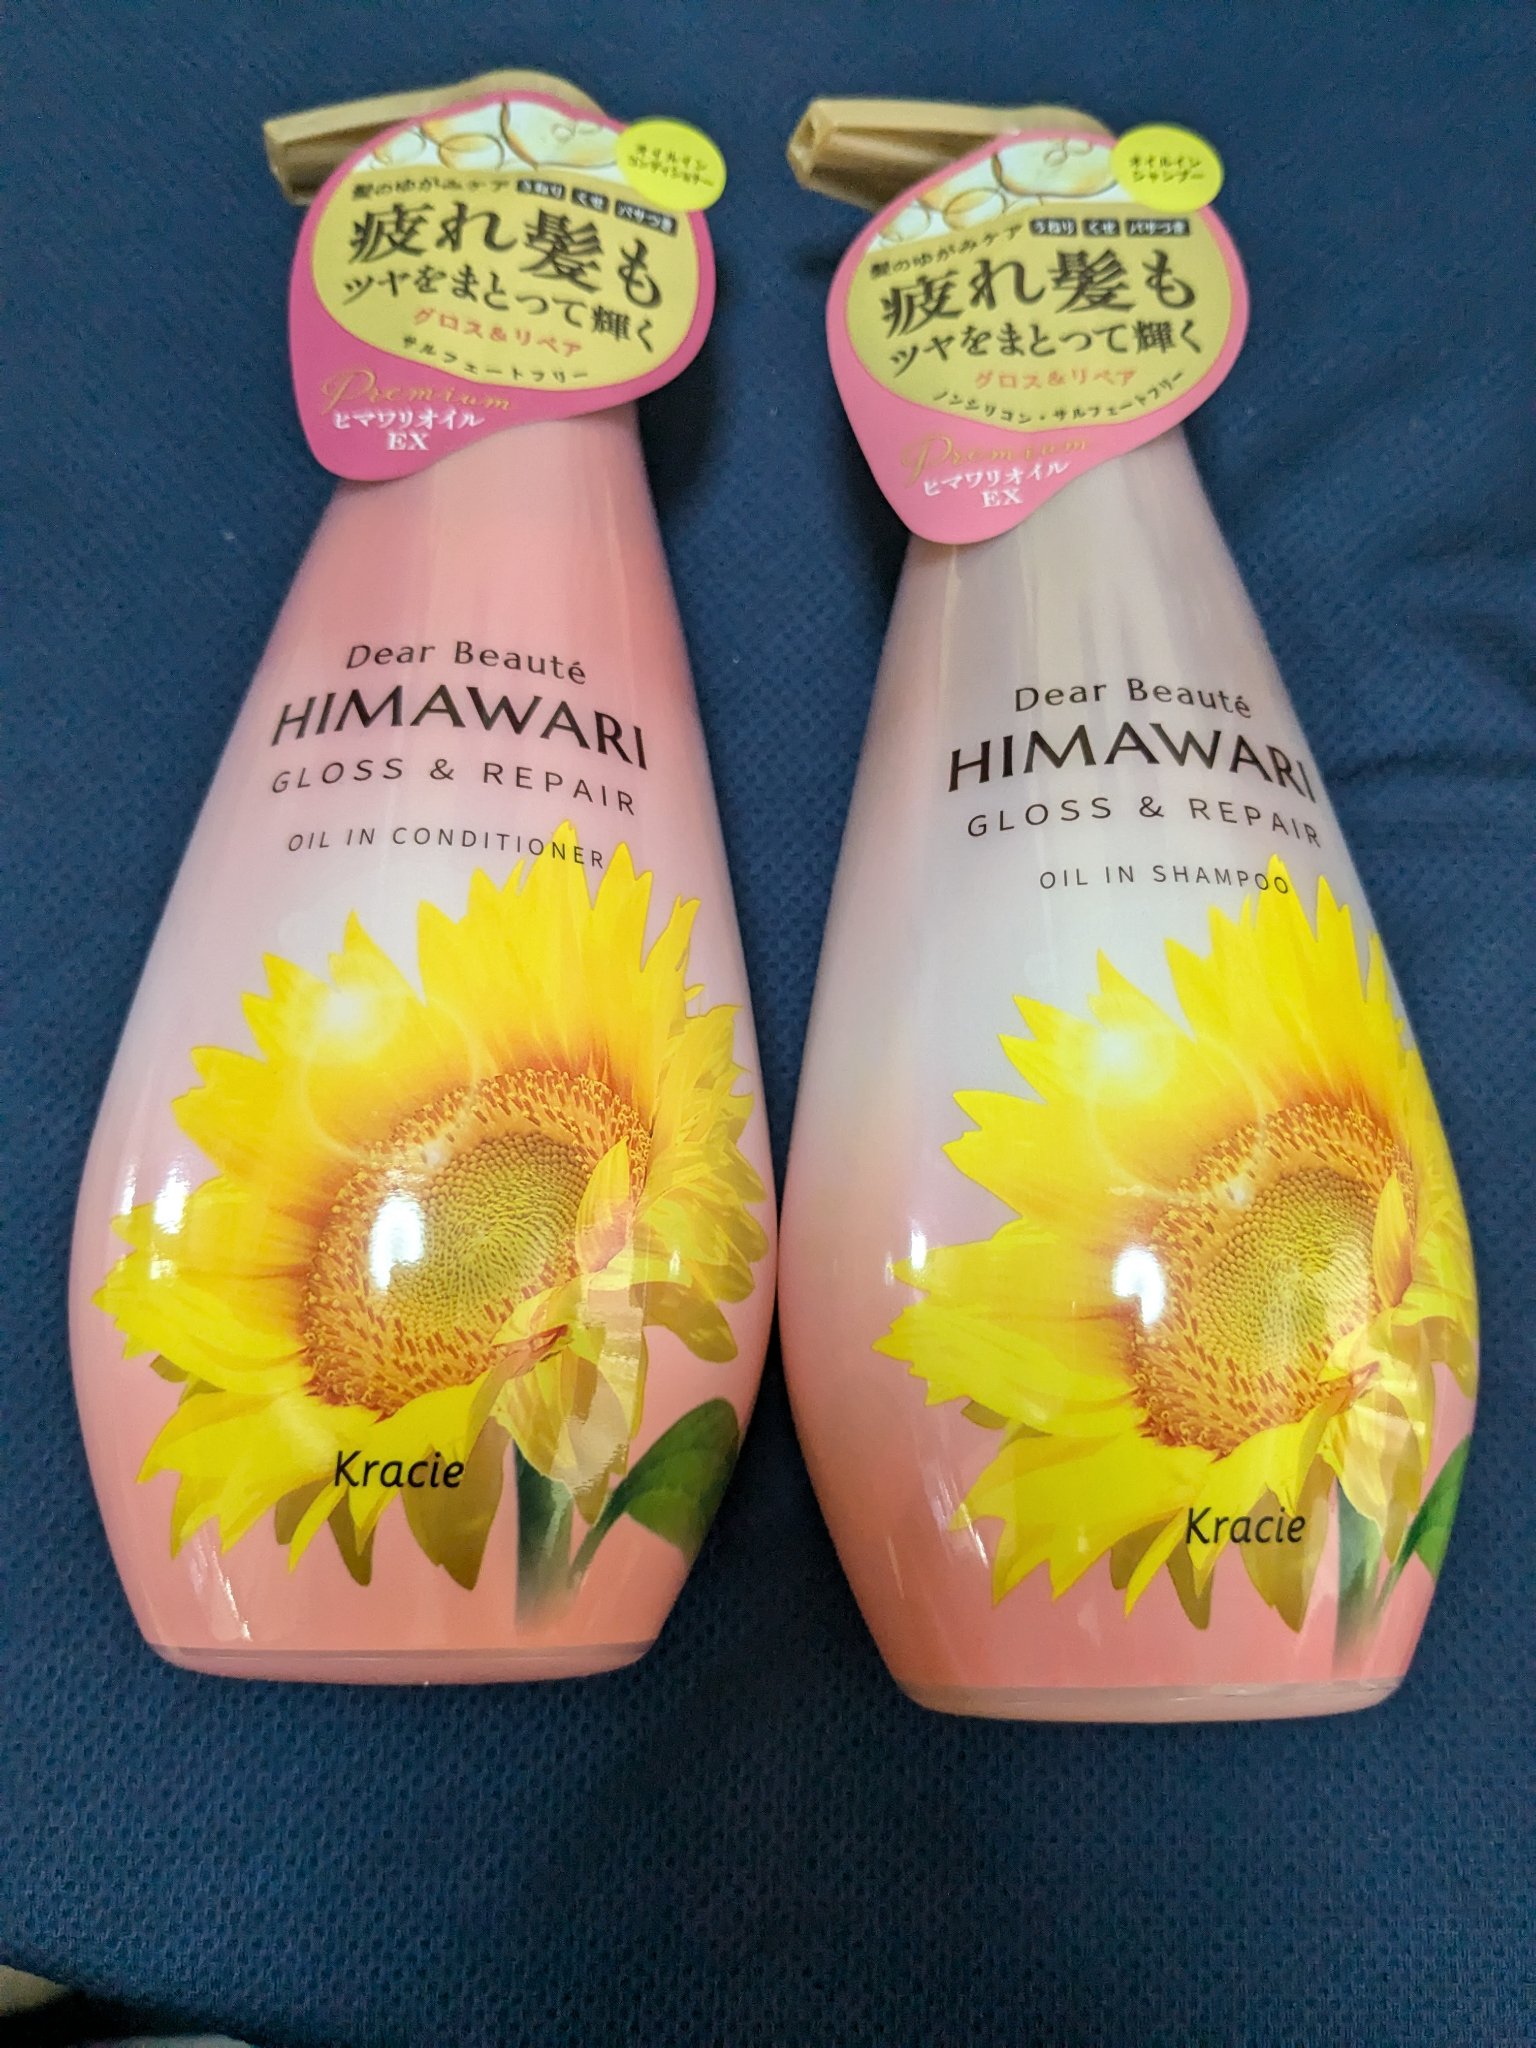 オイルイン
コンディショナー
髪のゆがみケア うねり くせ パサつき
疲れ髪も
ツヤをまとって輝く
グロス&リペア
サルフェートフリー
Premium
ヒマワリオイル
EX
Dear Beauté
HIMAWARI
GLOSS & REPAIR
OIL IN CONDITIONER
Kracie
オイルイン
シャンプー
髪のゆがみケア うねり くせ パサつき
疲れ髪も
ツヤをまとって輝く
グロス&リペア
ノンシリコン・サルフェートフリー
Premium
ヒマワリオイル
EX
Dear Beauté
HIMAWARI
GLOSS & REPAIR
OIL IN SHAMPOO
Kracie